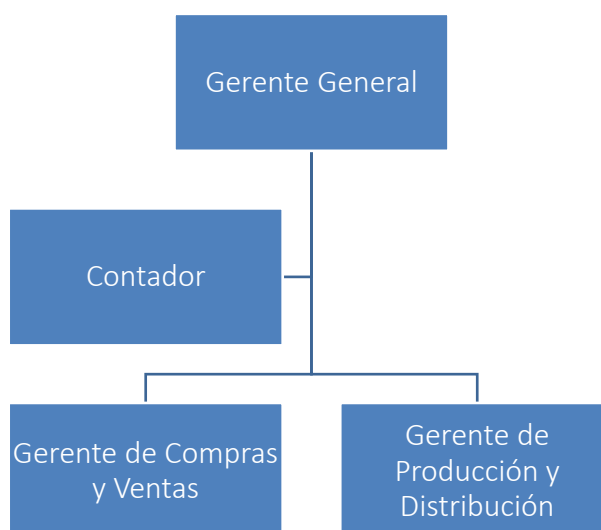 Gerente General
Contador
Gerente de Compras
y Ventas
Gerente de
Producción y
Distribución